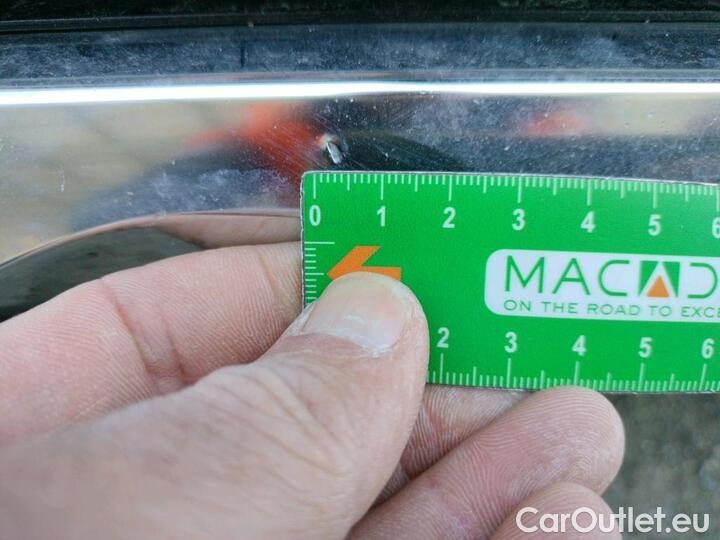 0 1 2 3 4 5 6
MACAD
ON THE ROAD TO EXCE
2 3 4 5 6
CarOutlet.eu